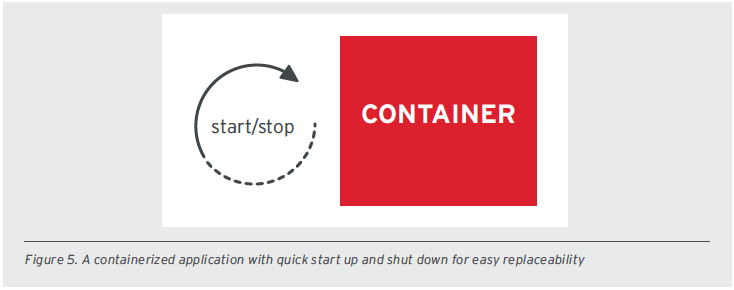 start/stop
CONTAINER
Figure 5. A containerized application with quick start up and shut down for easy replaceability